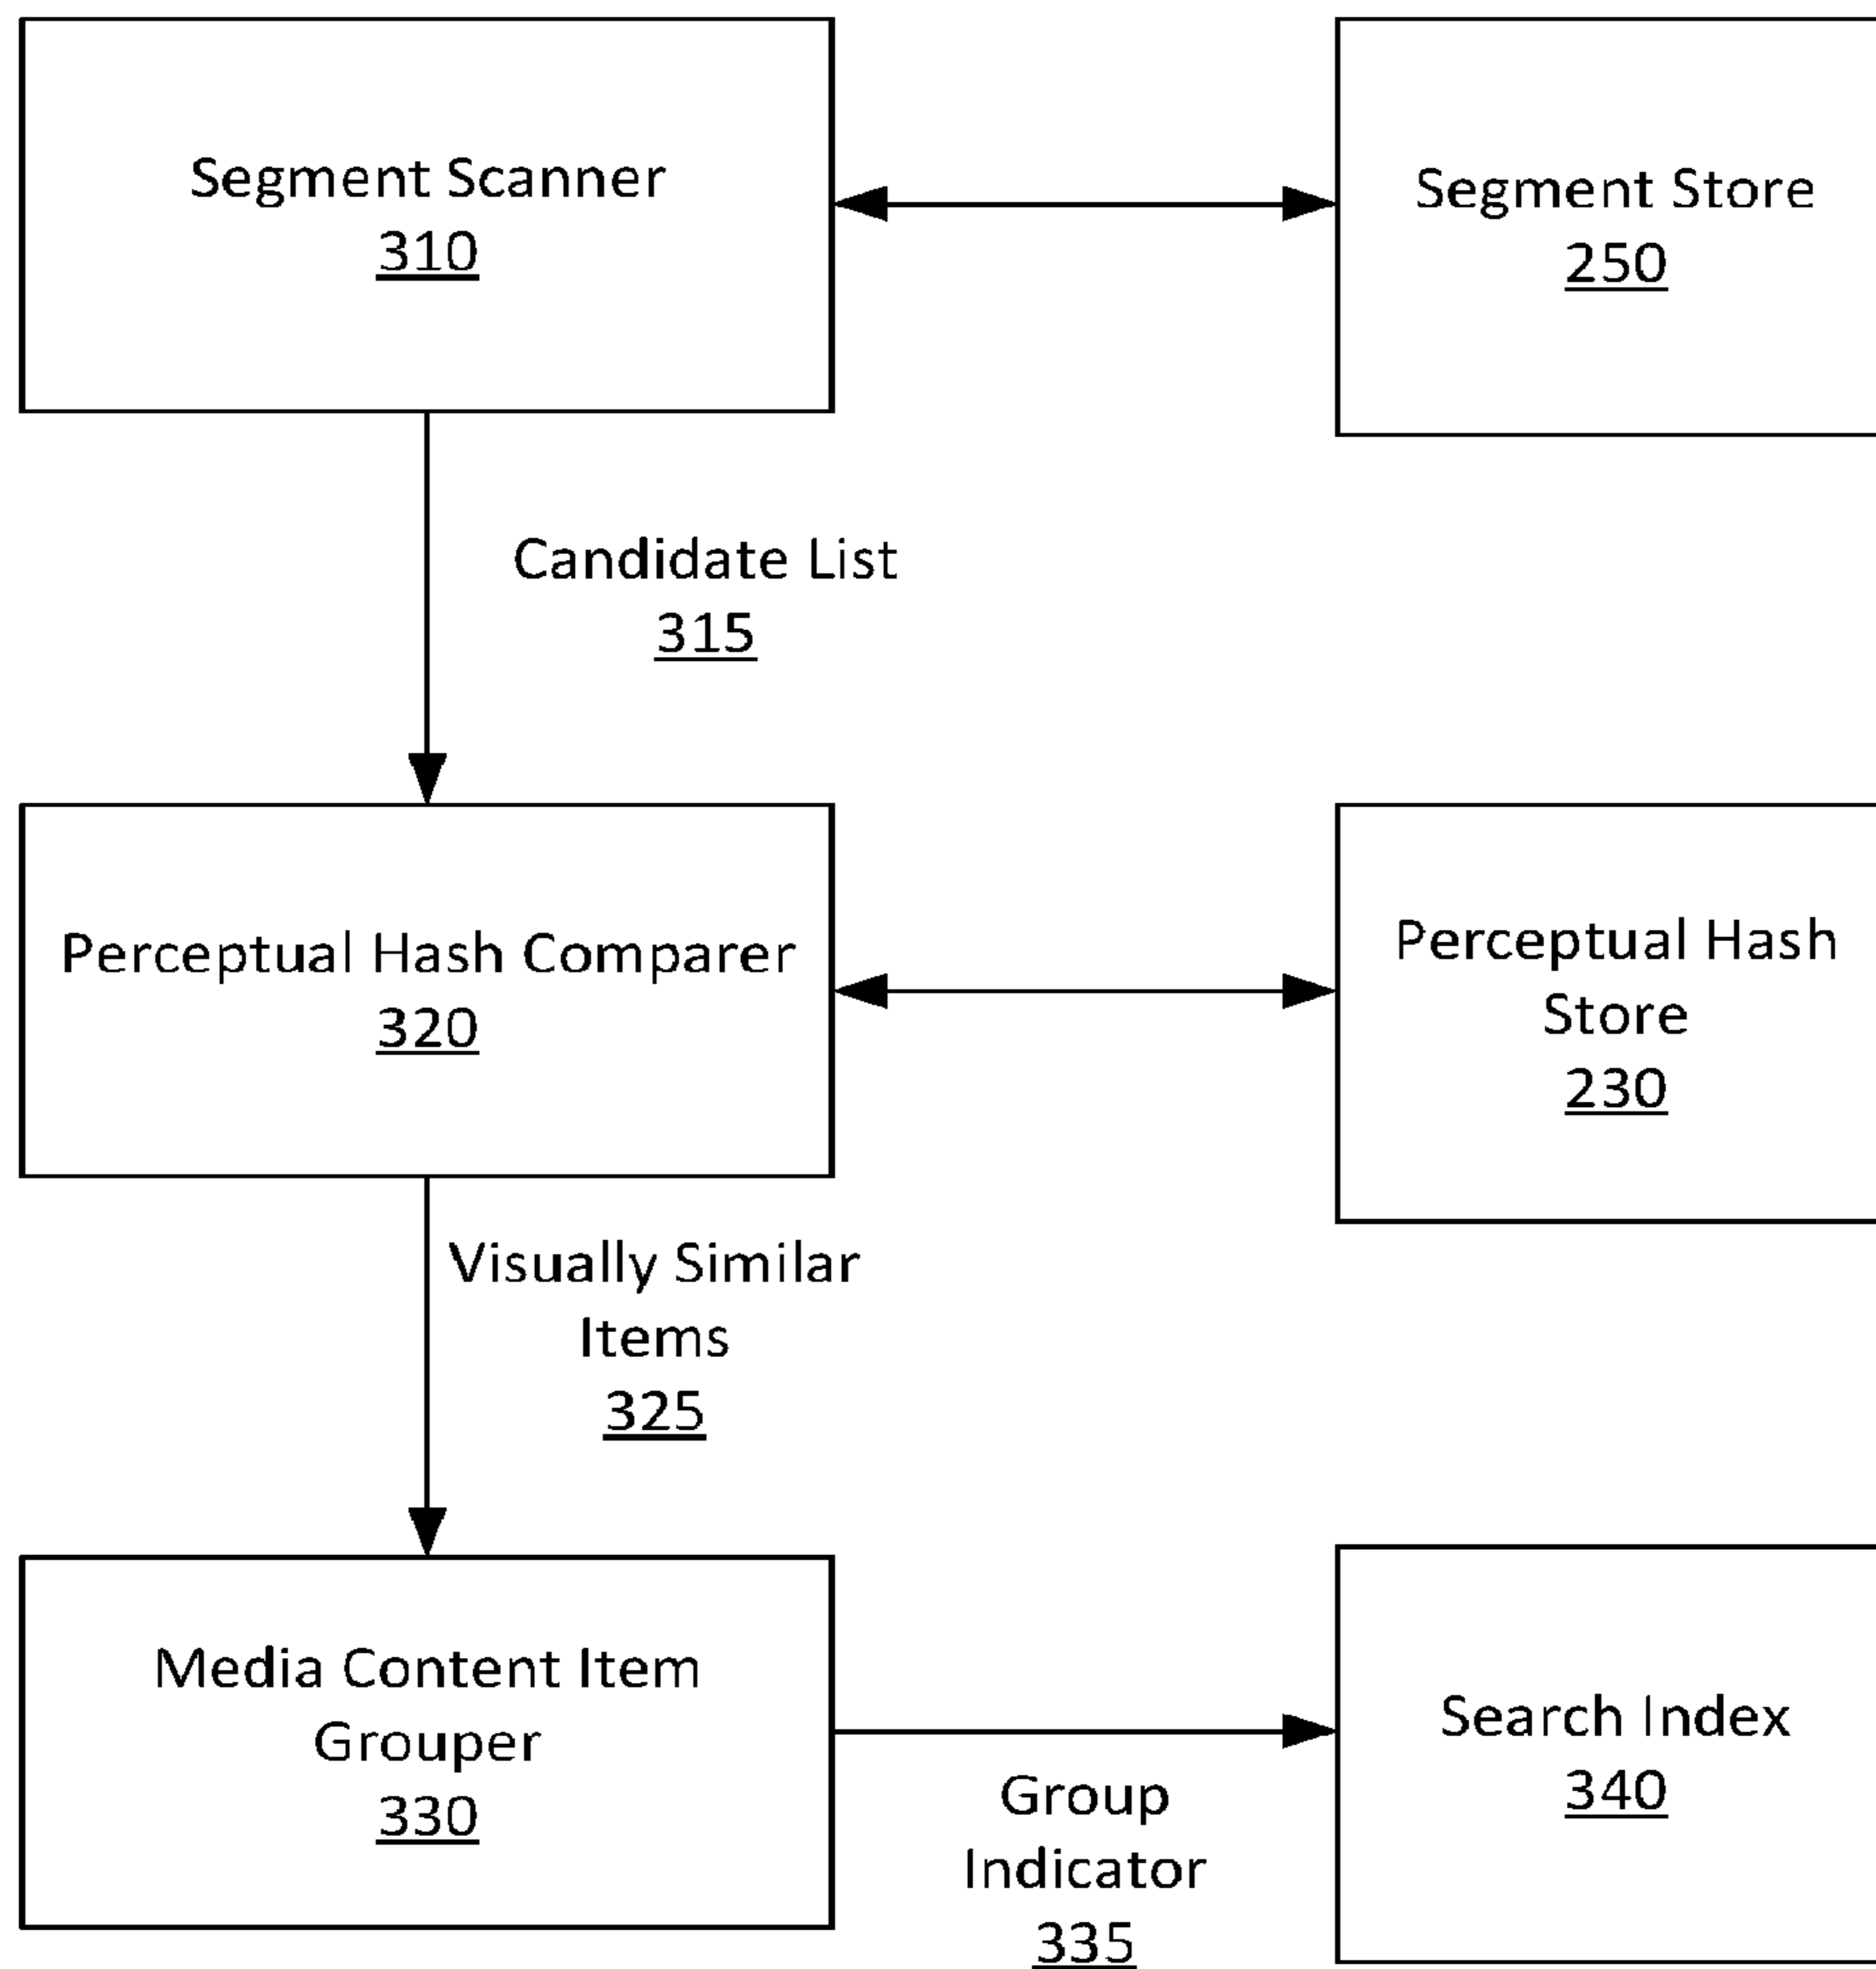 Segment Scanner
310
Segment Store
250
Candidate List
315
Perceptual Hash Comparer
320
Perceptual Hash
Store
230
Visually Similar
Items
325
Media Content Item
Grouper
330
Search Index
340
Group
Indicator
335